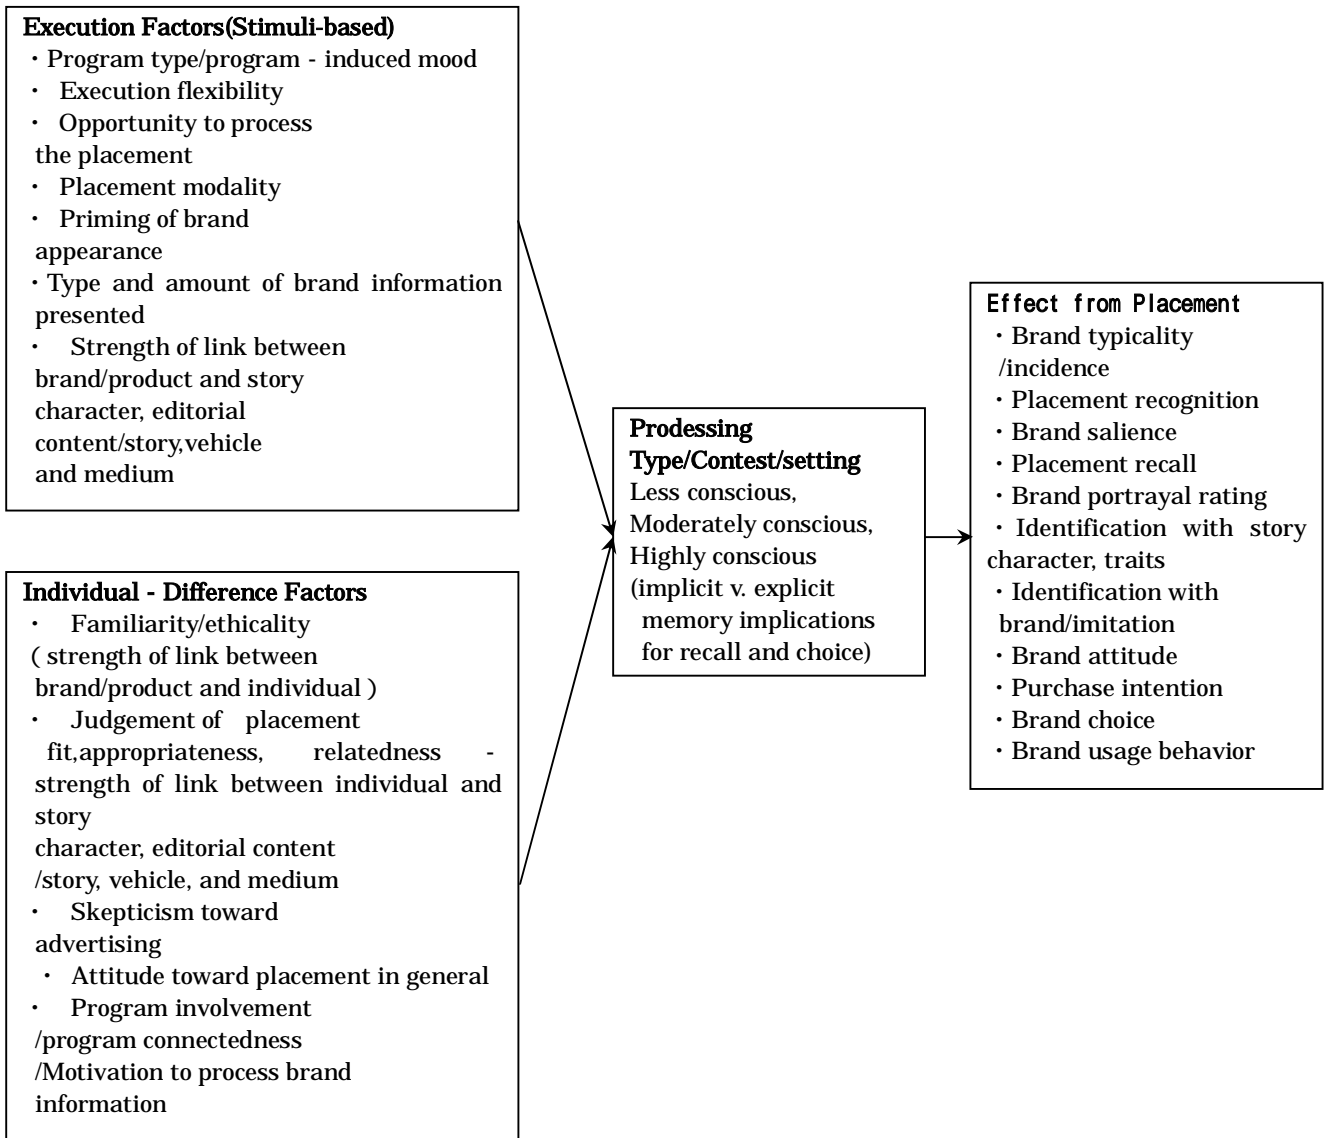 Execution Factors(Stimuli-based)
・Program type/program - induced mood
・ Execution flexibility
・ Opportunity to process
the placement
・ Placement modality
・ Priming of brand
appearance
・Type and amount of brand information
presented
・ Strength of link between
brand/product and story
character, editorial
content/story,vehicle
and medium
Individual - Difference Factors
・ Familiarity/ethicality
( strength of link between
brand/product and individual )
・ Judgement of placement
fit,appropriateness, relatedness -
strength of link between individual and
story
character, editorial content
/story, vehicle, and medium
・ Skepticism toward
advertising
・ Attitude toward placement in general
・ Program involvement
/program connectedness
/Motivation to process brand
information
Prodessing
Type/Contest/setting
Less conscious,
Moderately conscious,
Highly conscious
(implicit v. explicit
memory implications
for recall and choice)
Effect from Placement
・Brand typicality
/incidence
・Placement recognition
・Brand salience
・Placement recall
・Brand portrayal rating
・Identification with story
character, traits
・Identification with
brand/imitation
・Brand attitude
・Purchase intention
・Brand choice
・Brand usage behavior